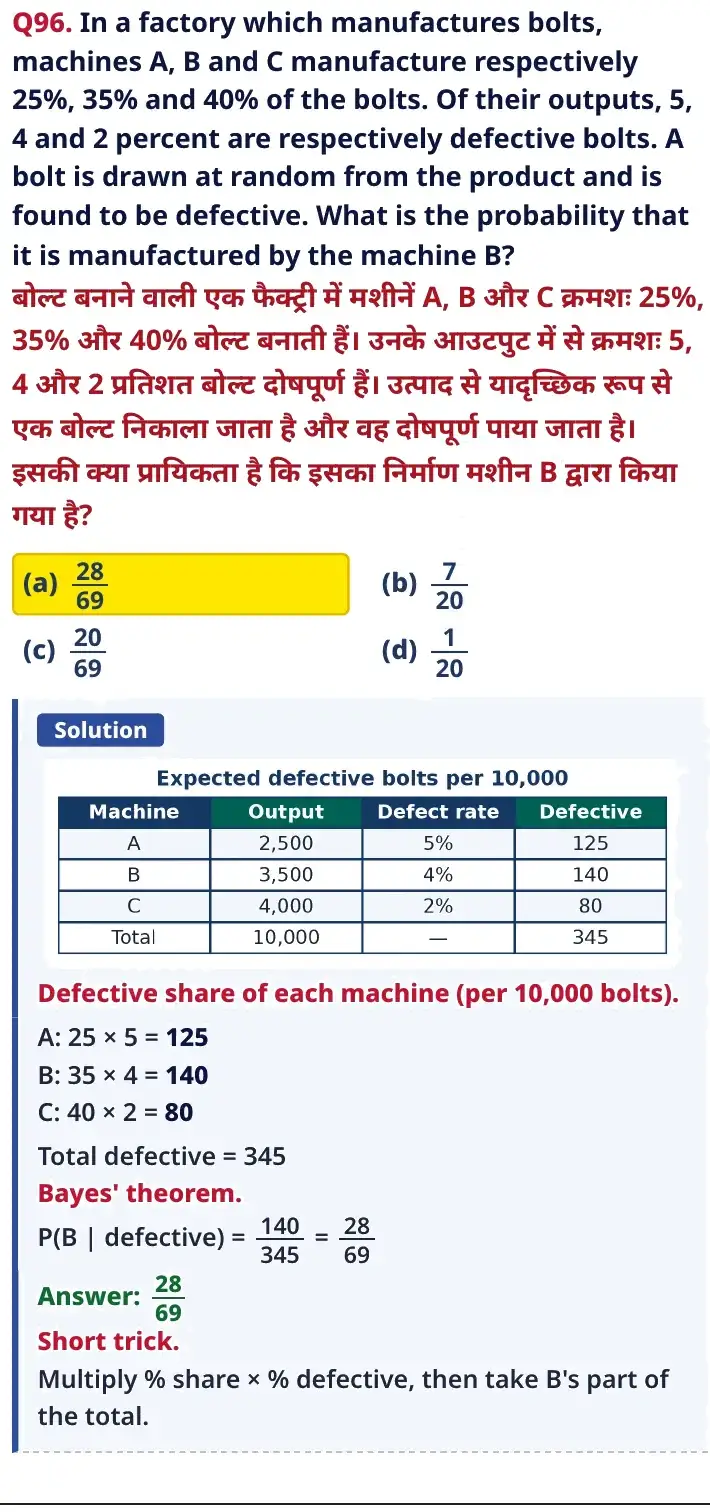 Q96. In a factory which manufactures bolts,
machines A, B and C manufacture respectively
25%, 35% and 40% of the bolts. Of their outputs, 5,
4 and 2 percent are respectively defective bolts. A
bolt is drawn at random from the product and is
found to be defective. What is the probability that
it is manufactured by the machine B?
बोल्ट बनाने वाली एक फैक्ट्री में मशीनें A, B और C क्रमशः 25%,
35% और 40% बोल्ट बनाती हैं। उनके आउटपुट में से क्रमशः 5,
4 और 2 प्रतिशत बोल्ट दोषपूर्ण हैं। उत्पाद से यादृच्छिक रूप से
एक बोल्ट निकाला जाता है और वह दोषपूर्ण पाया जाता है।
इसकी क्या प्रायिकता है कि इसका निर्माण मशीन B द्वारा किया
गया है?
(a) 28/69 (b) 7/20
(c) 20/69 (d) 1/20
Solution
Expected defective bolts per 10,000
Machine Output Defect rate Defective
A 2,500 5% 125
B 3,500 4% 140
C 4,000 2% 80
Total 10,000 — 345
Defective share of each machine (per 10,000 bolts).
A: 25 × 5 = 125
B: 35 × 4 = 140
C: 40 × 2 = 80
Total defective = 345
Bayes' theorem.
P(B | defective) = 140/345 = 28/69
Answer: 28/69
Short trick.
Multiply % share × % defective, then take B's part of
the total.